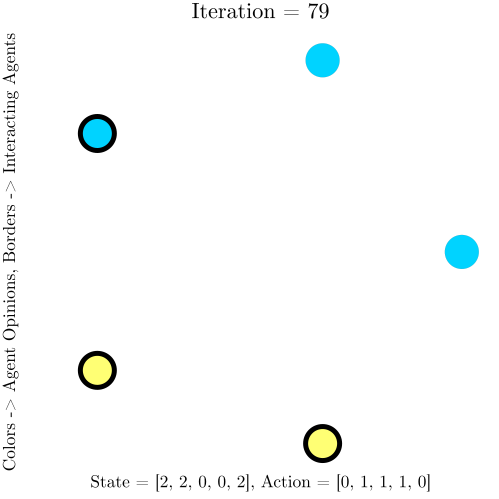 Iteration = 79
Colors -> Agent Opinions, Borders -> Interacting Agents
State = [2, 2, 0, 0, 2], Action = [0, 1, 1, 1, 0]